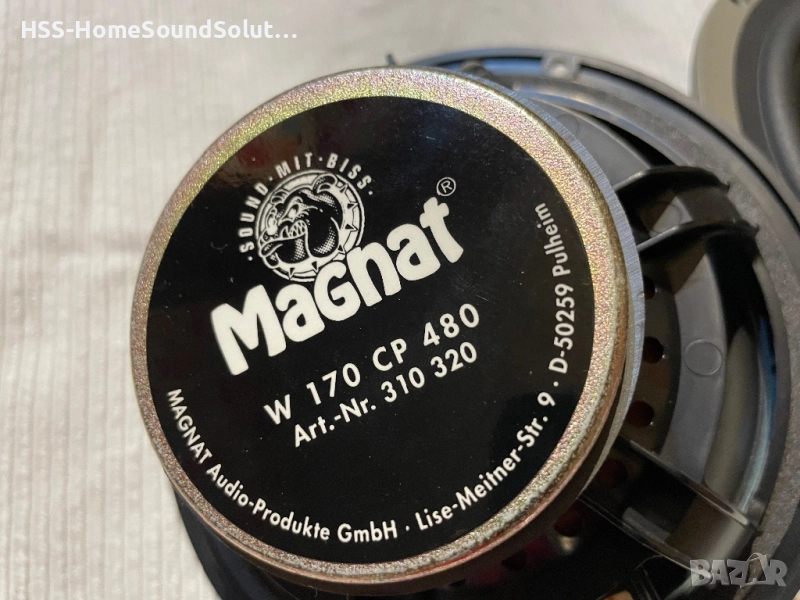 HSS-HomeSoundSolut...
· SOUND · MIT · BISS ·
Magnat®
W 170 CP 480
Art.-Nr. 310 320
MAGNAT Audio-Produkte GmbH · Lise-Meitner-Str. 9 · D-50259 Pulheim
BAZAR